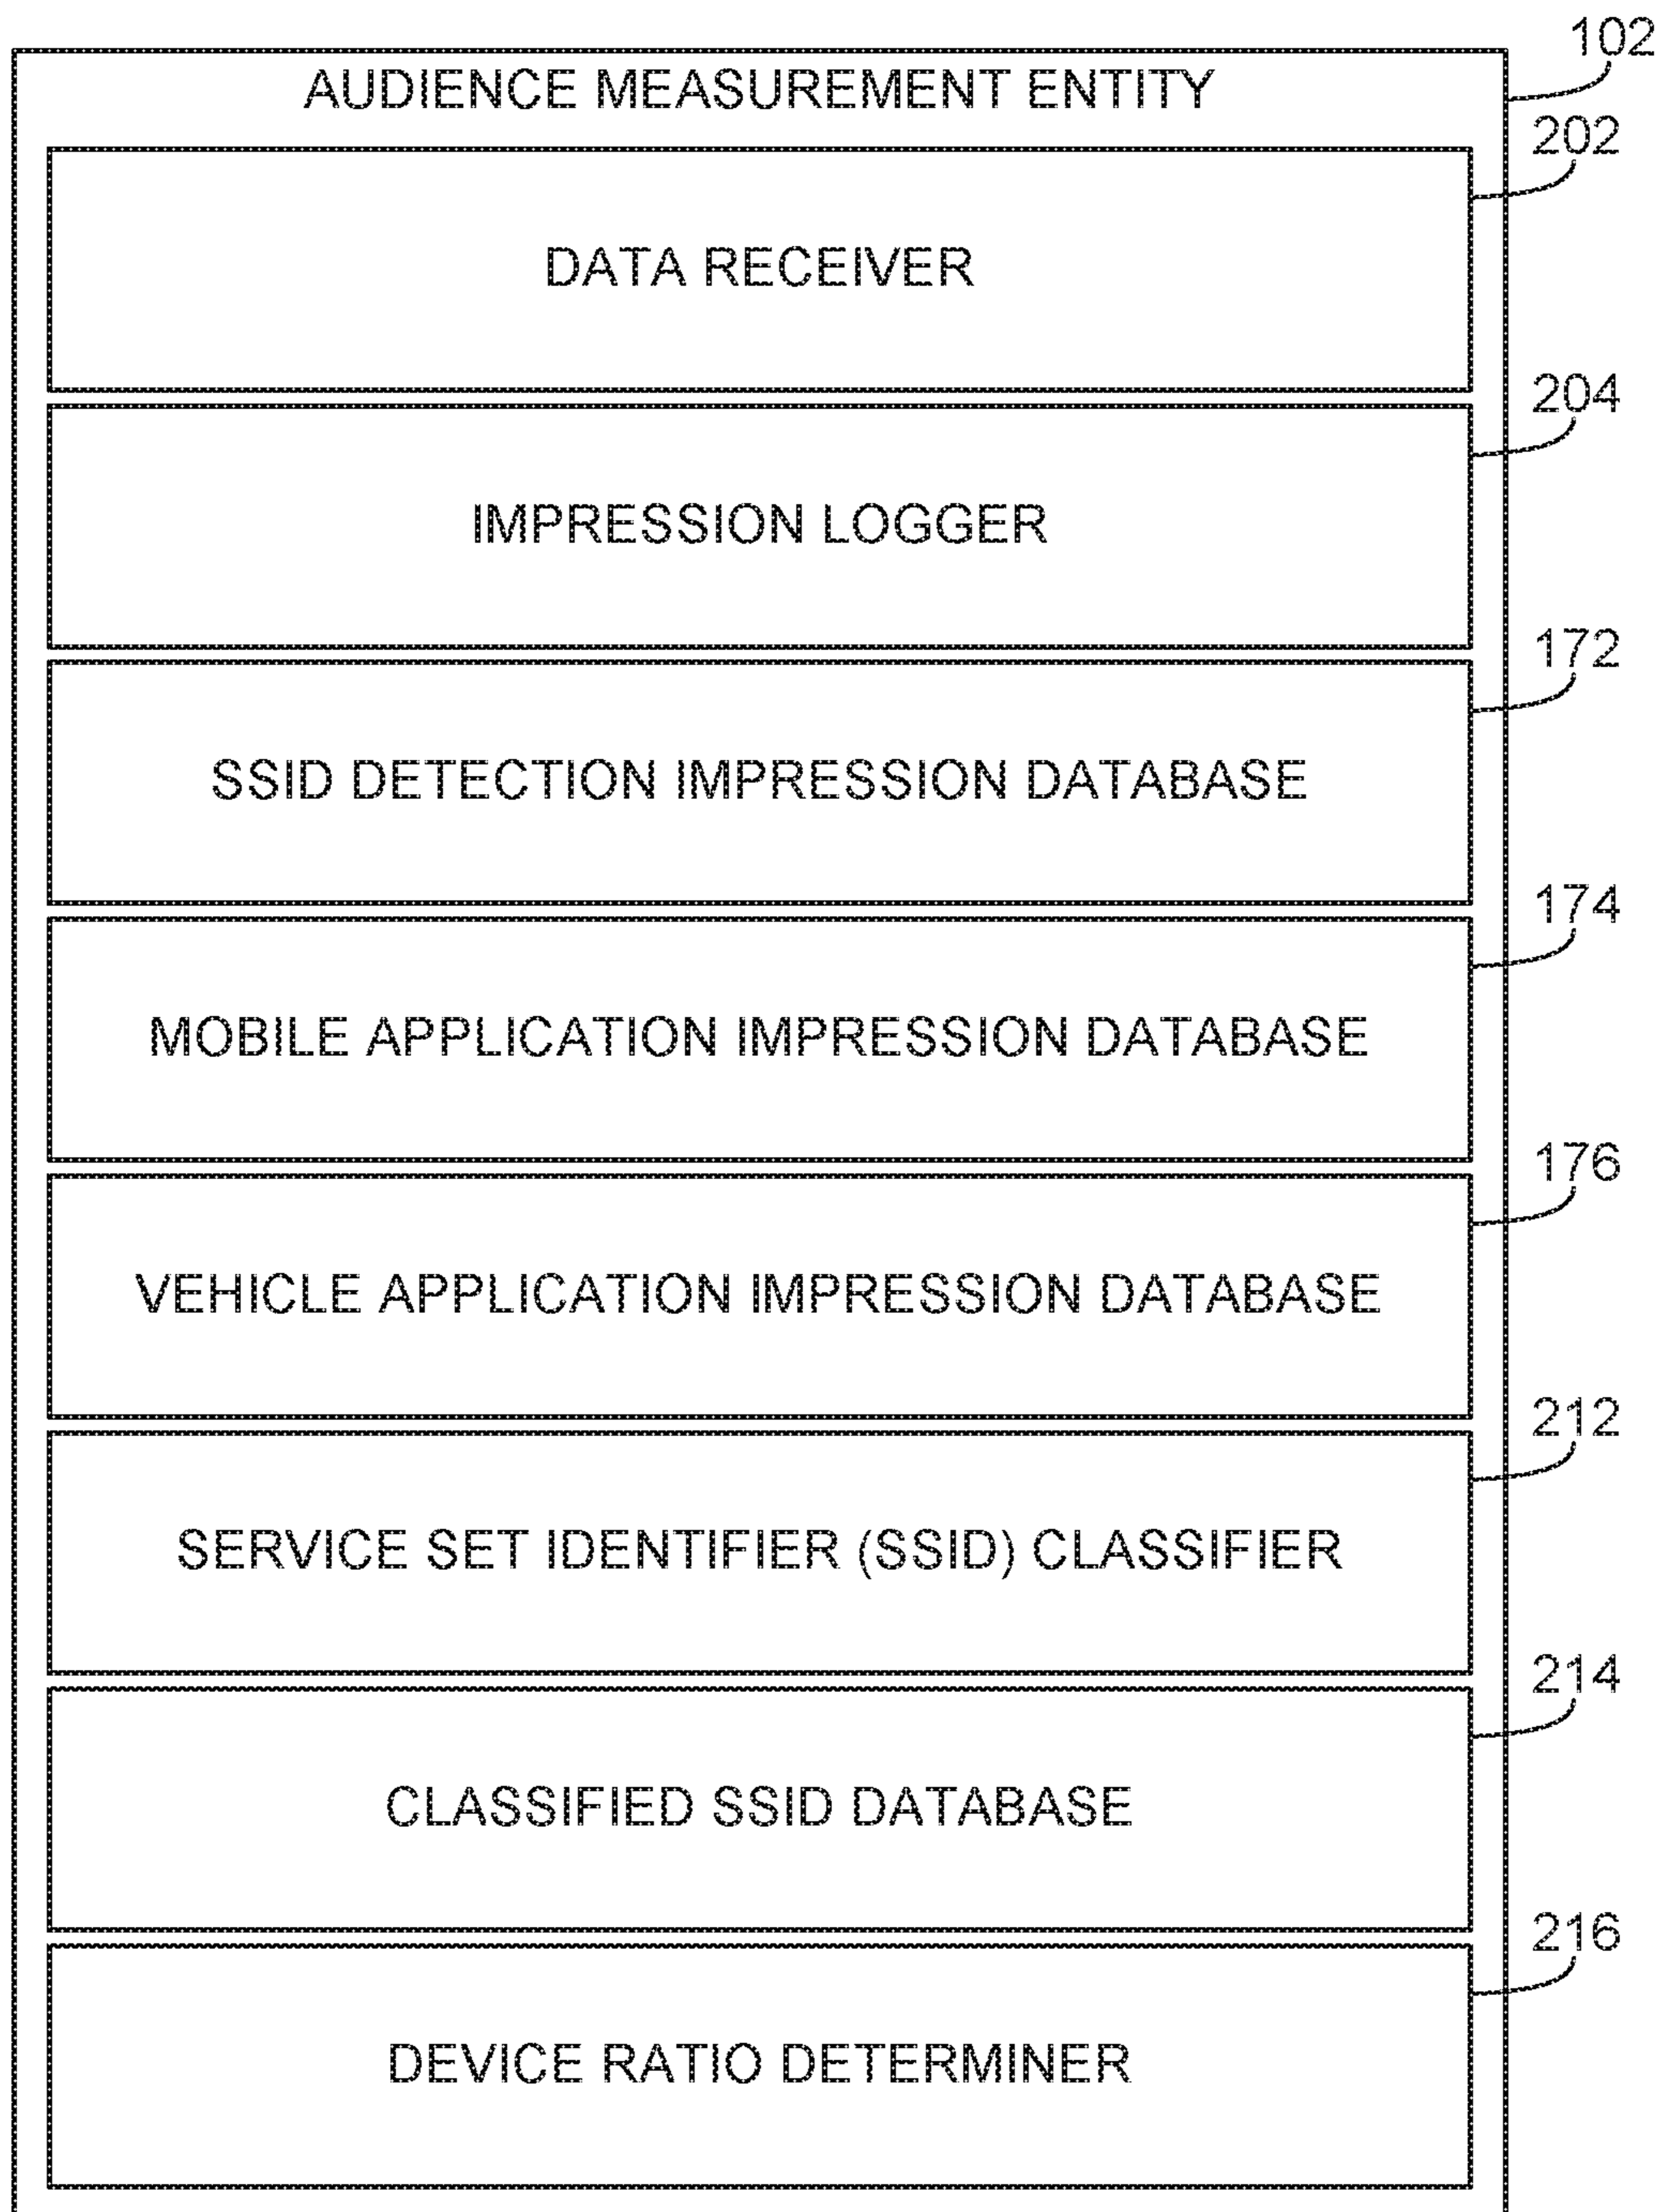 102
AUDIENCE MEASUREMENT ENTITY
202
DATA RECEIVER
204
IMPRESSION LOGGER
172
SSID DETECTION IMPRESSION DATABASE
174
MOBILE APPLICATION IMPRESSION DATABASE
176
VEHICLE APPLICATION IMPRESSION DATABASE
212
SERVICE SET IDENTIFIER (SSID) CLASSIFIER
214
CLASSIFIED SSID DATABASE
216
DEVICE RATIO DETERMINER